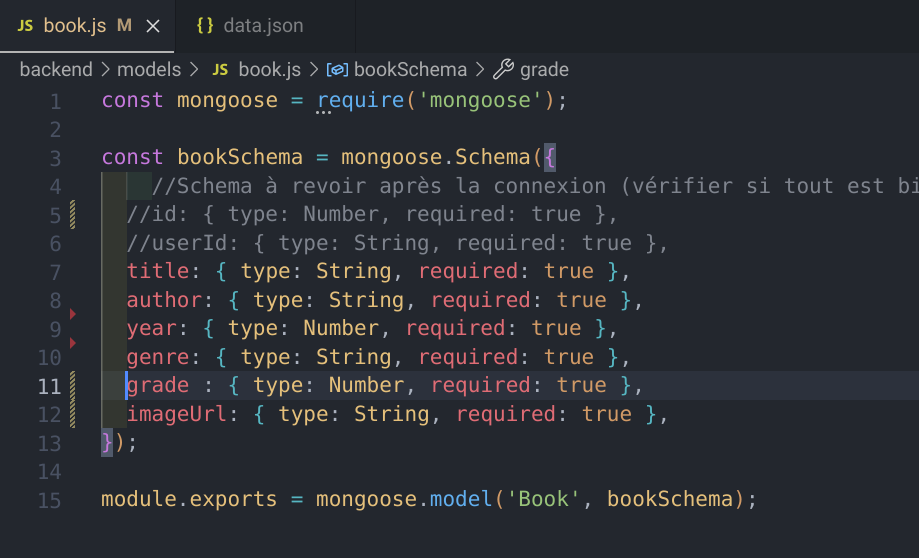 JS book.js M ×
{} data.json
backend > models > JS book.js > bookSchema > grade
1 const mongoose = require('mongoose');
2
3 const bookSchema = mongoose.Schema({
4 //Schema à revoir après la connexion (vérifier si tout est bi
5 //id: { type: Number, required: true },
6 //userId: { type: String, required: true },
7 title: { type: String, required: true },
8 author: { type: String, required: true },
9 year: { type: Number, required: true },
10 genre: { type: String, required: true },
11 grade : { type: Number, required: true },
12 imageUrl: { type: String, required: true },
13 });
14
15 module.exports = mongoose.model('Book', bookSchema);